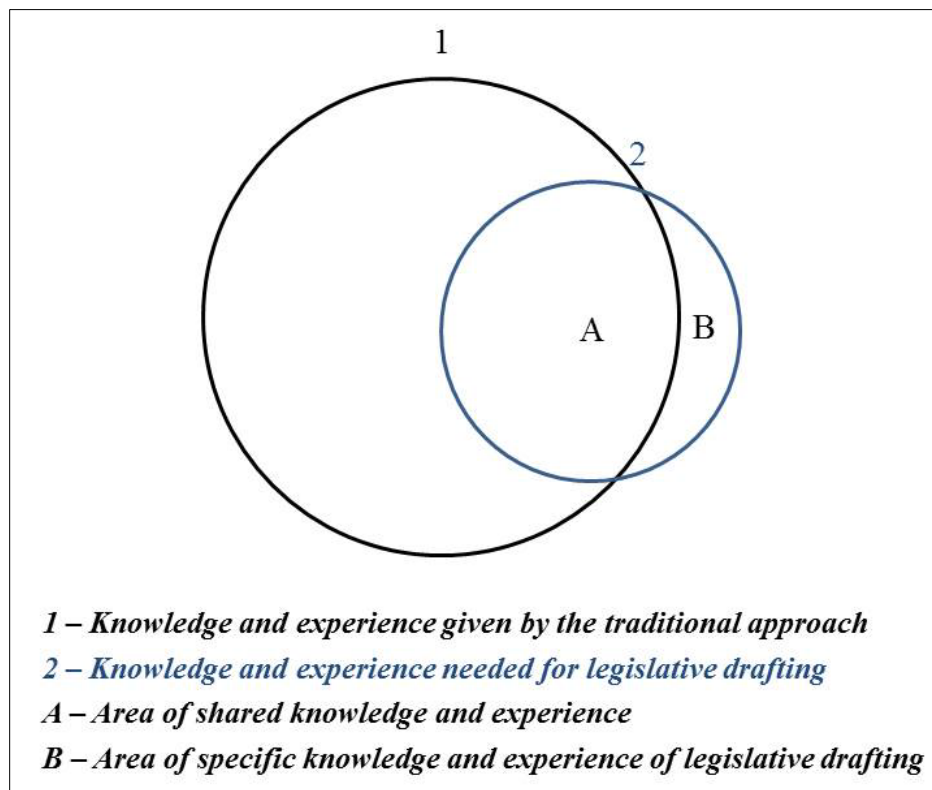 1
2
A
B
1 – Knowledge and experience given by the traditional approach
2 – Knowledge and experience needed for legislative drafting
A – Area of shared knowledge and experience
B – Area of specific knowledge and experience of legislative drafting